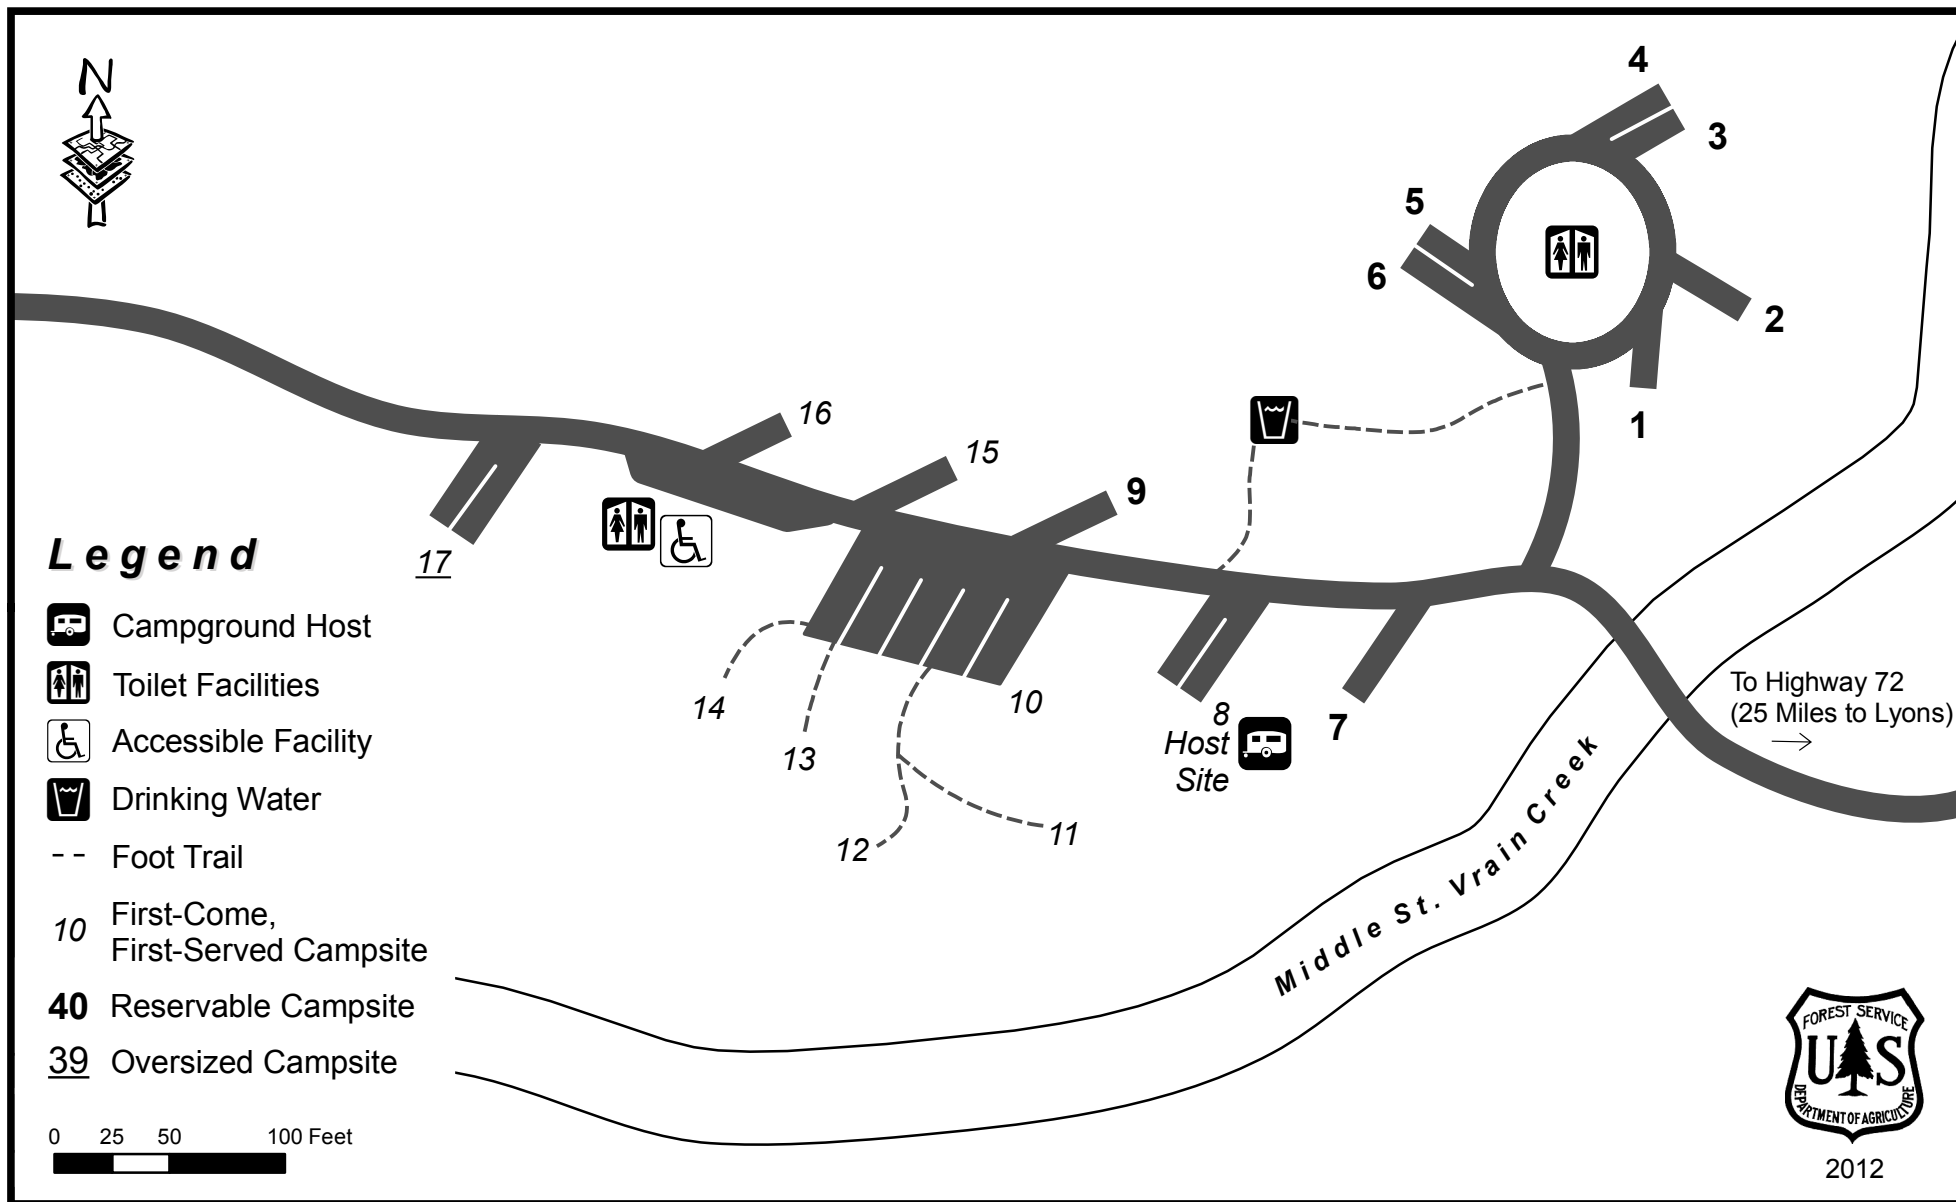 N
4
3
5
6
2
1
16
15
9
17
14
13
10
12
11
8
Host
Site
7
To Highway 72
(25 Miles to Lyons)
Middle St. Vrain Creek
Legend
Campground Host
Toilet Facilities
Accessible Facility
Drinking Water
-- Foot Trail
10 First-Come,
First-Served Campsite
40 Reservable Campsite
39 Oversized Campsite
0 25 50 100 Feet
FOREST SERVICE
U S
DEPARTMENT OF AGRICULTURE
2012